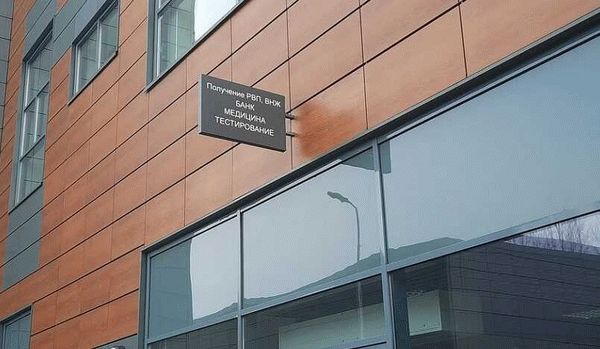 Получение РВП, ВНЖ
БАНК
МЕДИЦИНА
ТЕСТИРОВАНИЕ